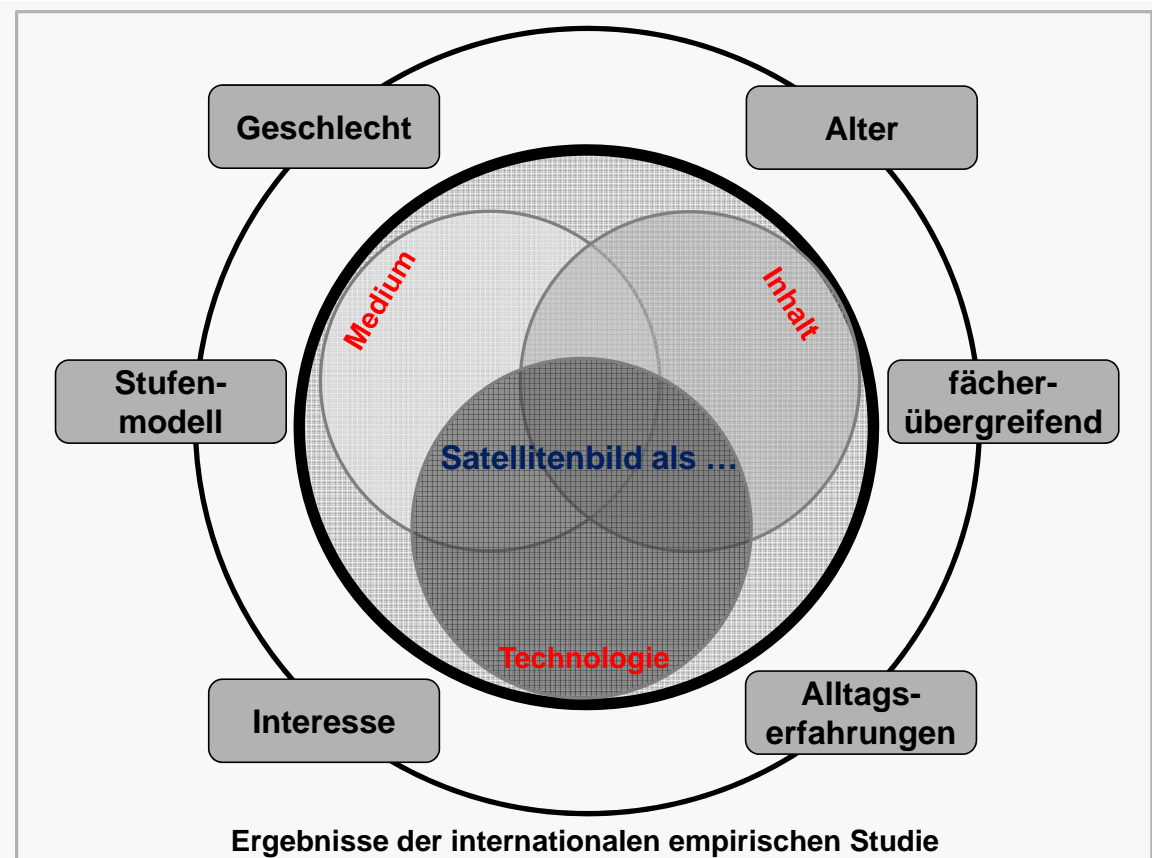 Geschlecht
Alter
Medium
Inhalt
Stufen-
modell
fächer-
übergreifend
Satellitenbild als ...
Technologie
Interesse
Alltags-
erfahrungen
Ergebnisse der internationalen empirischen Studie